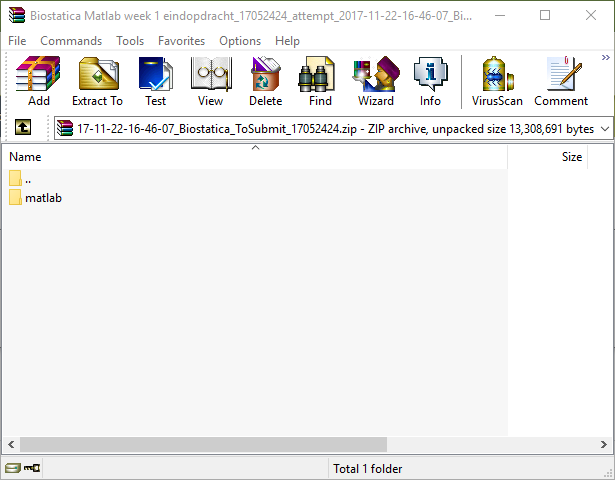 Biostatica Matlab week 1 eindopdracht_17052424_attempt_2017-11-22-16-46-07_Bi...
File Commands Tools Favorites Options Help
Add Extract To Test View Delete Find Wizard Info VirusScan Comment
17-11-22-16-46-07_Biostatica_ToSubmit_17052424.zip - ZIP archive, unpacked size 13,308,691 bytes
Name Size
..
matlab
Total 1 folder